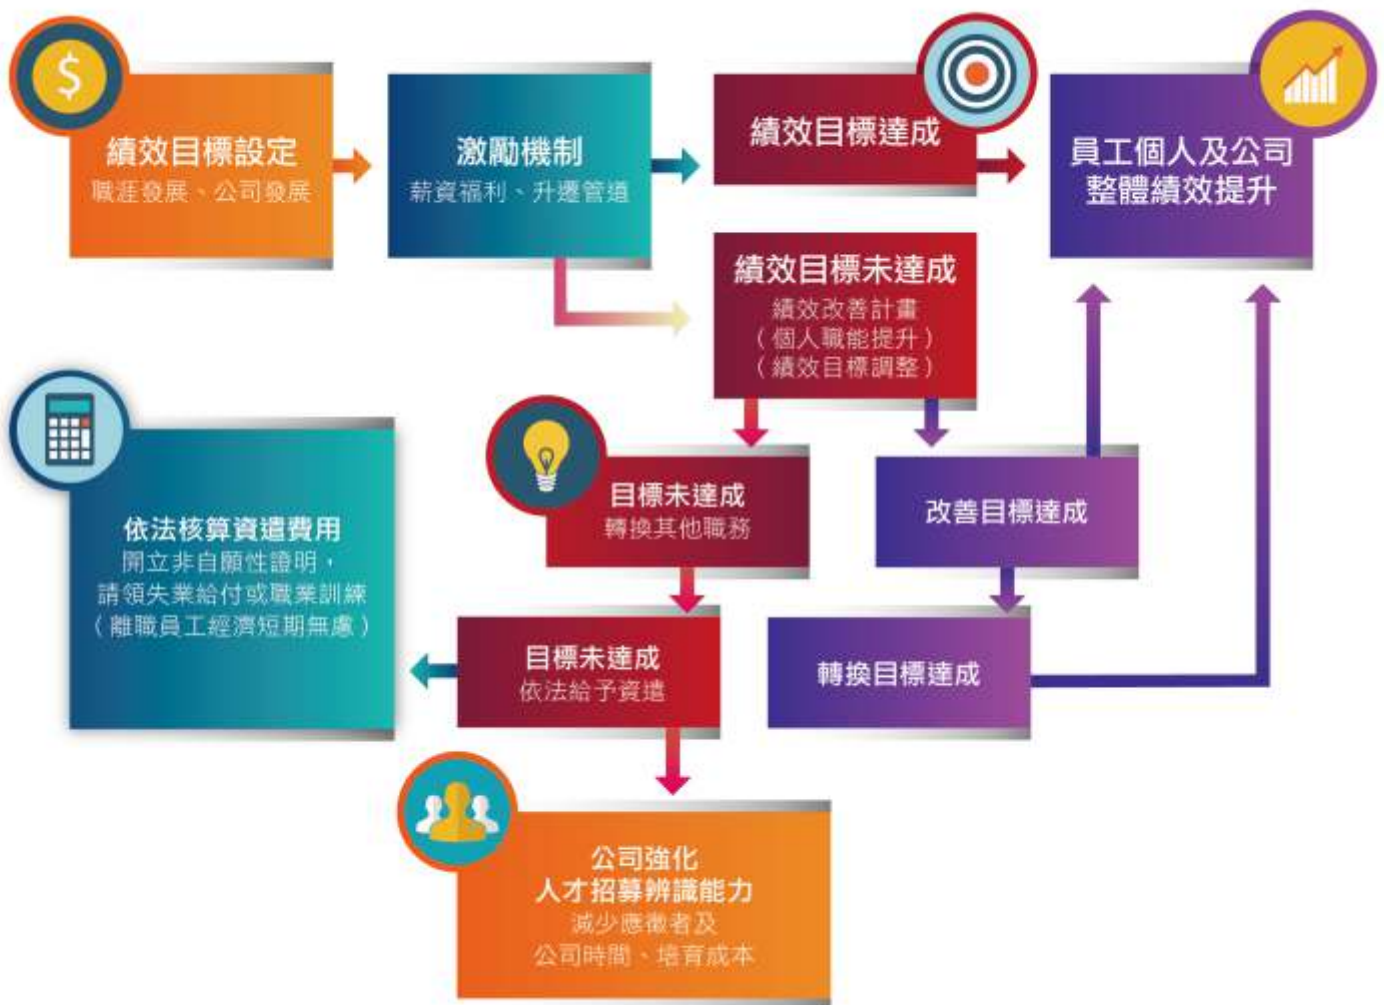 $
績效目標設定
職涯發展、公司發展
激勵機制
薪資福利、升遷管道
績效目標達成
員工個人及公司
整體績效提升
績效目標未達成
績效改善計畫
（個人職能提升）
（績效目標調整）
目標未達成
轉換其他職務
改善目標達成
依法核算資遣費用
開立非自願性證明，
請領失業給付或職業訓練
（離職員工經濟短期無慮）
目標未達成
依法給予資遣
轉換目標達成
公司強化
人才招募辨識能力
減少應徵者及
公司時間、培育成本